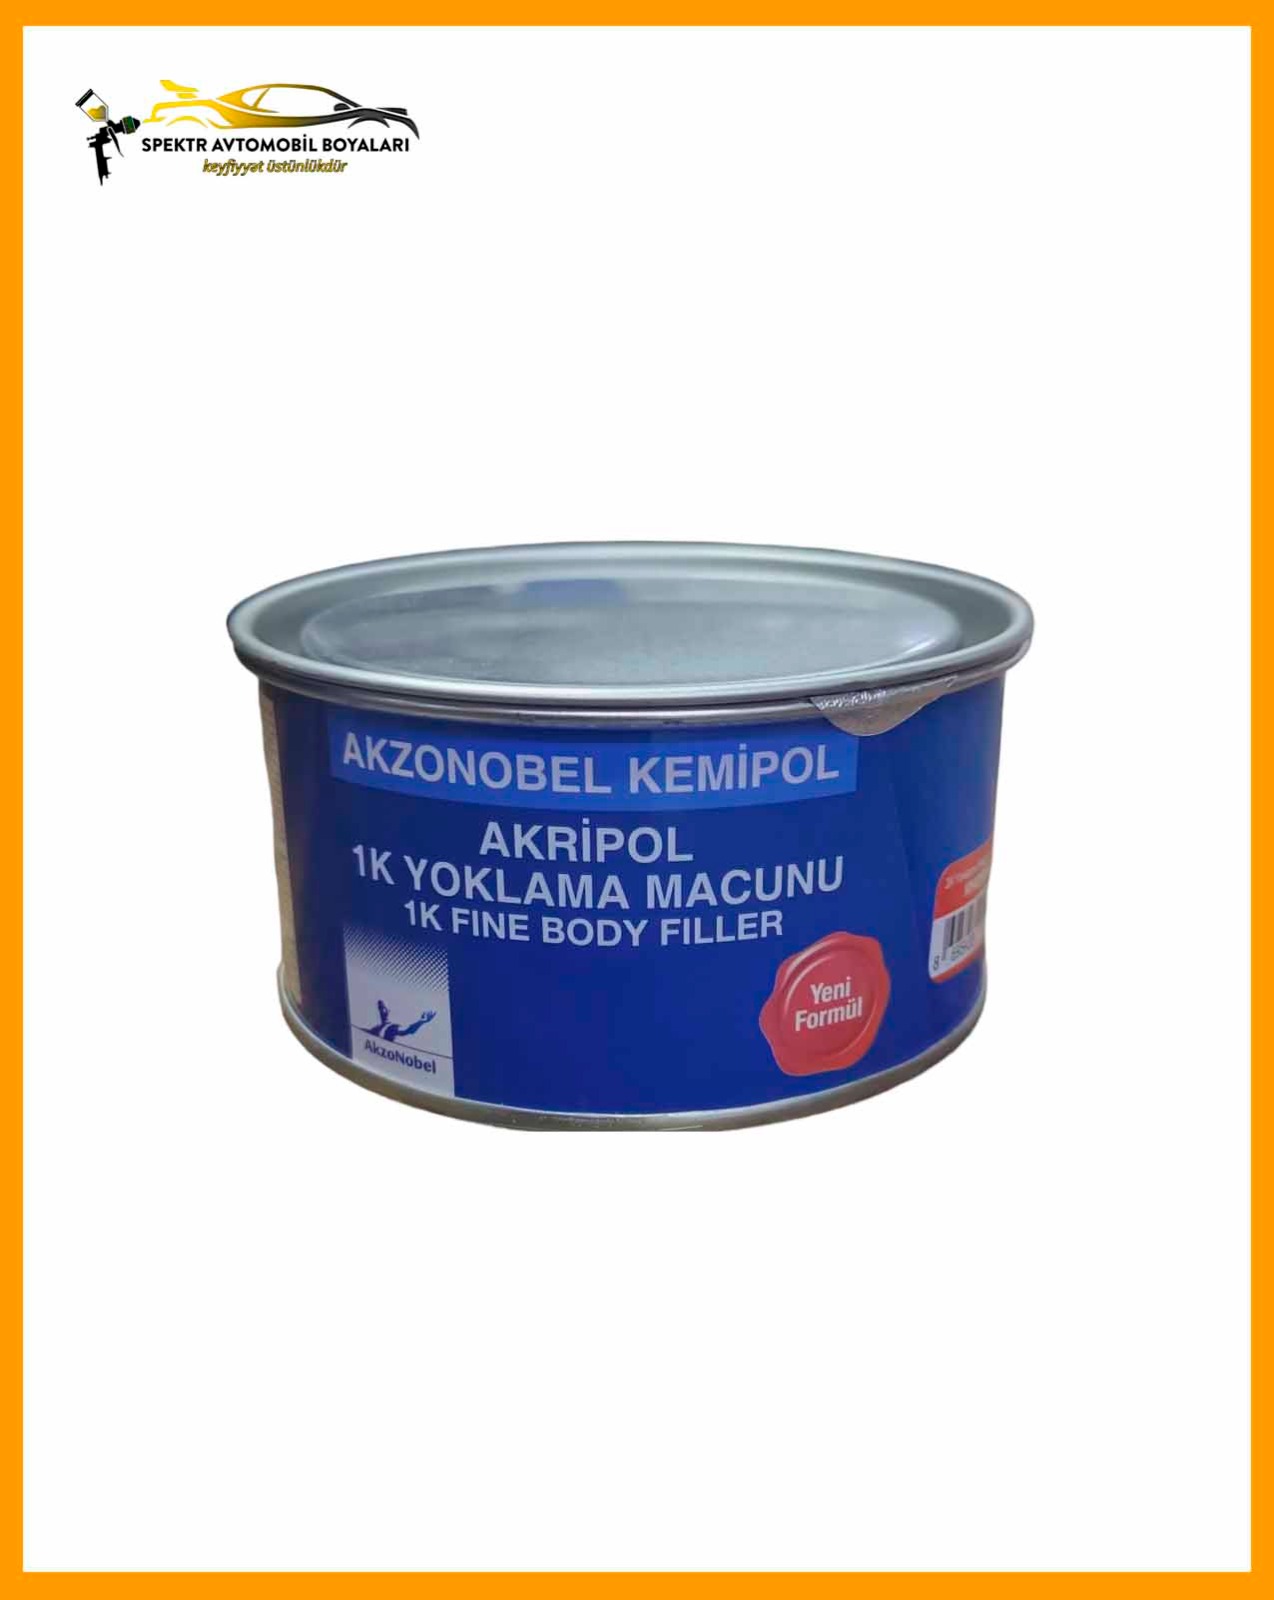 SPEKTR AVTOMOBİL BOYALARI
keyfiyyət üstünlükdür
AKZONOBEL KEMİPOL
AKRİPOL
1K YOKLAMA MACUNU
1K FINE BODY FILLER
Yeni
Formül
AkzoNobel